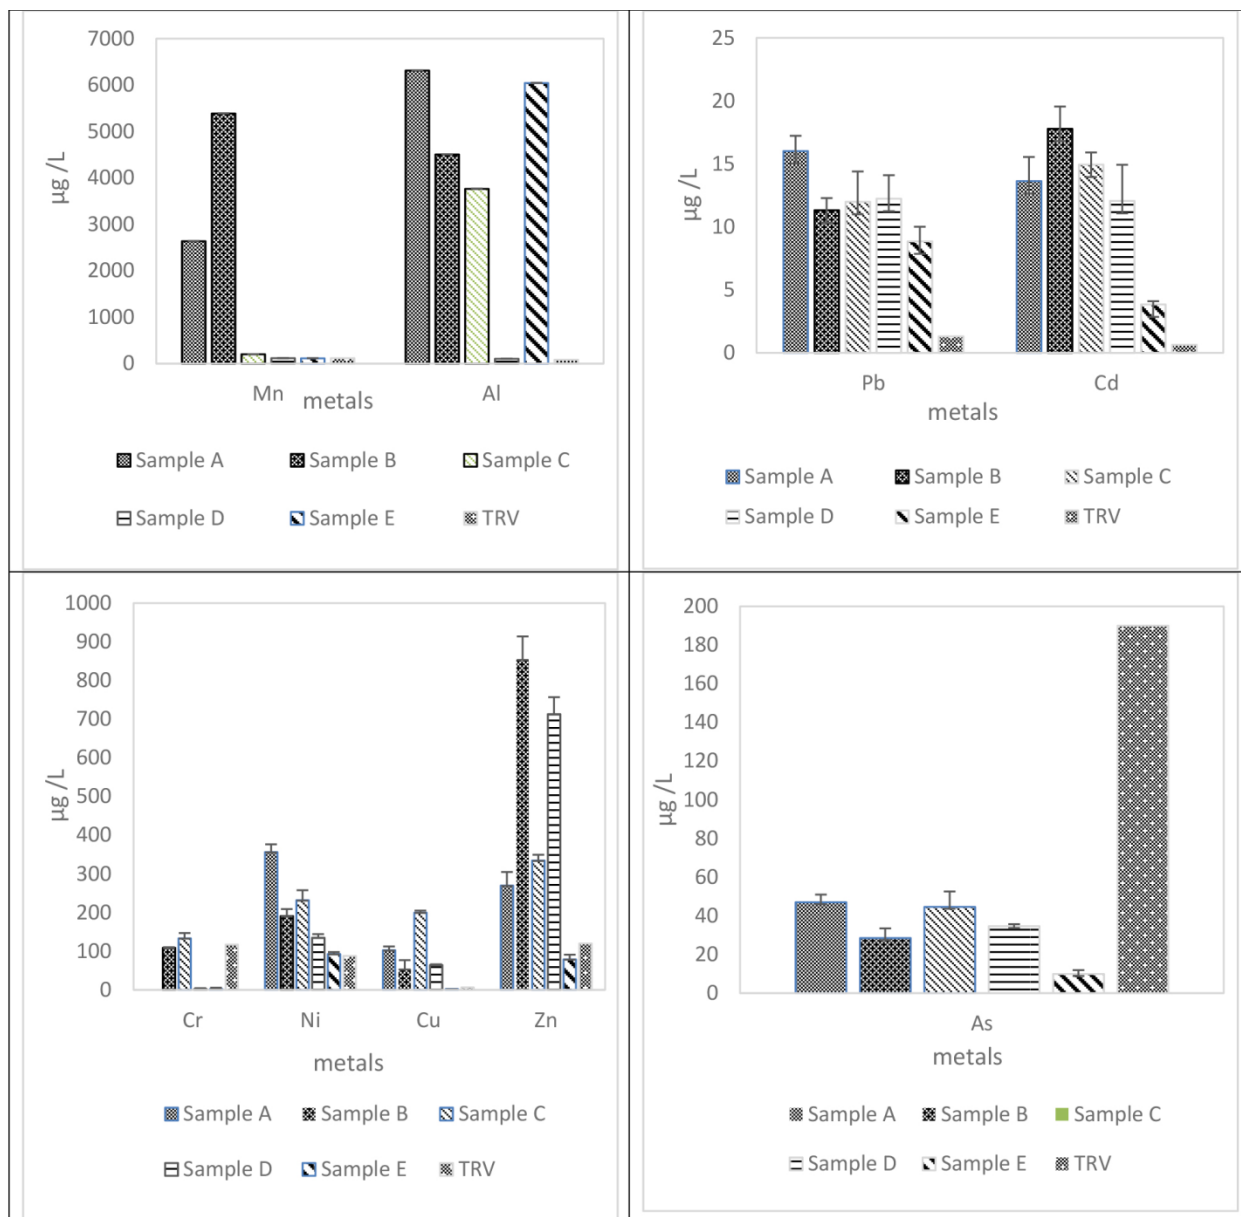 7000
6000
5000
4000
3000
2000
1000
0
µg /L
Mn
Al
metals
Sample A
Sample B
Sample C
Sample D
Sample E
TRV
25
20
15
10
5
0
µg /L
Pb
Cd
metals
Sample A
Sample B
Sample C
Sample D
Sample E
TRV
1000
900
800
700
600
500
400
300
200
100
0
µg /L
Cr
Ni
Cu
Zn
metals
Sample A
Sample B
Sample C
Sample D
Sample E
TRV
200
180
160
140
120
100
80
60
40
20
0
µg /L
As
metals
Sample A
Sample B
Sample C
Sample D
Sample E
TRV